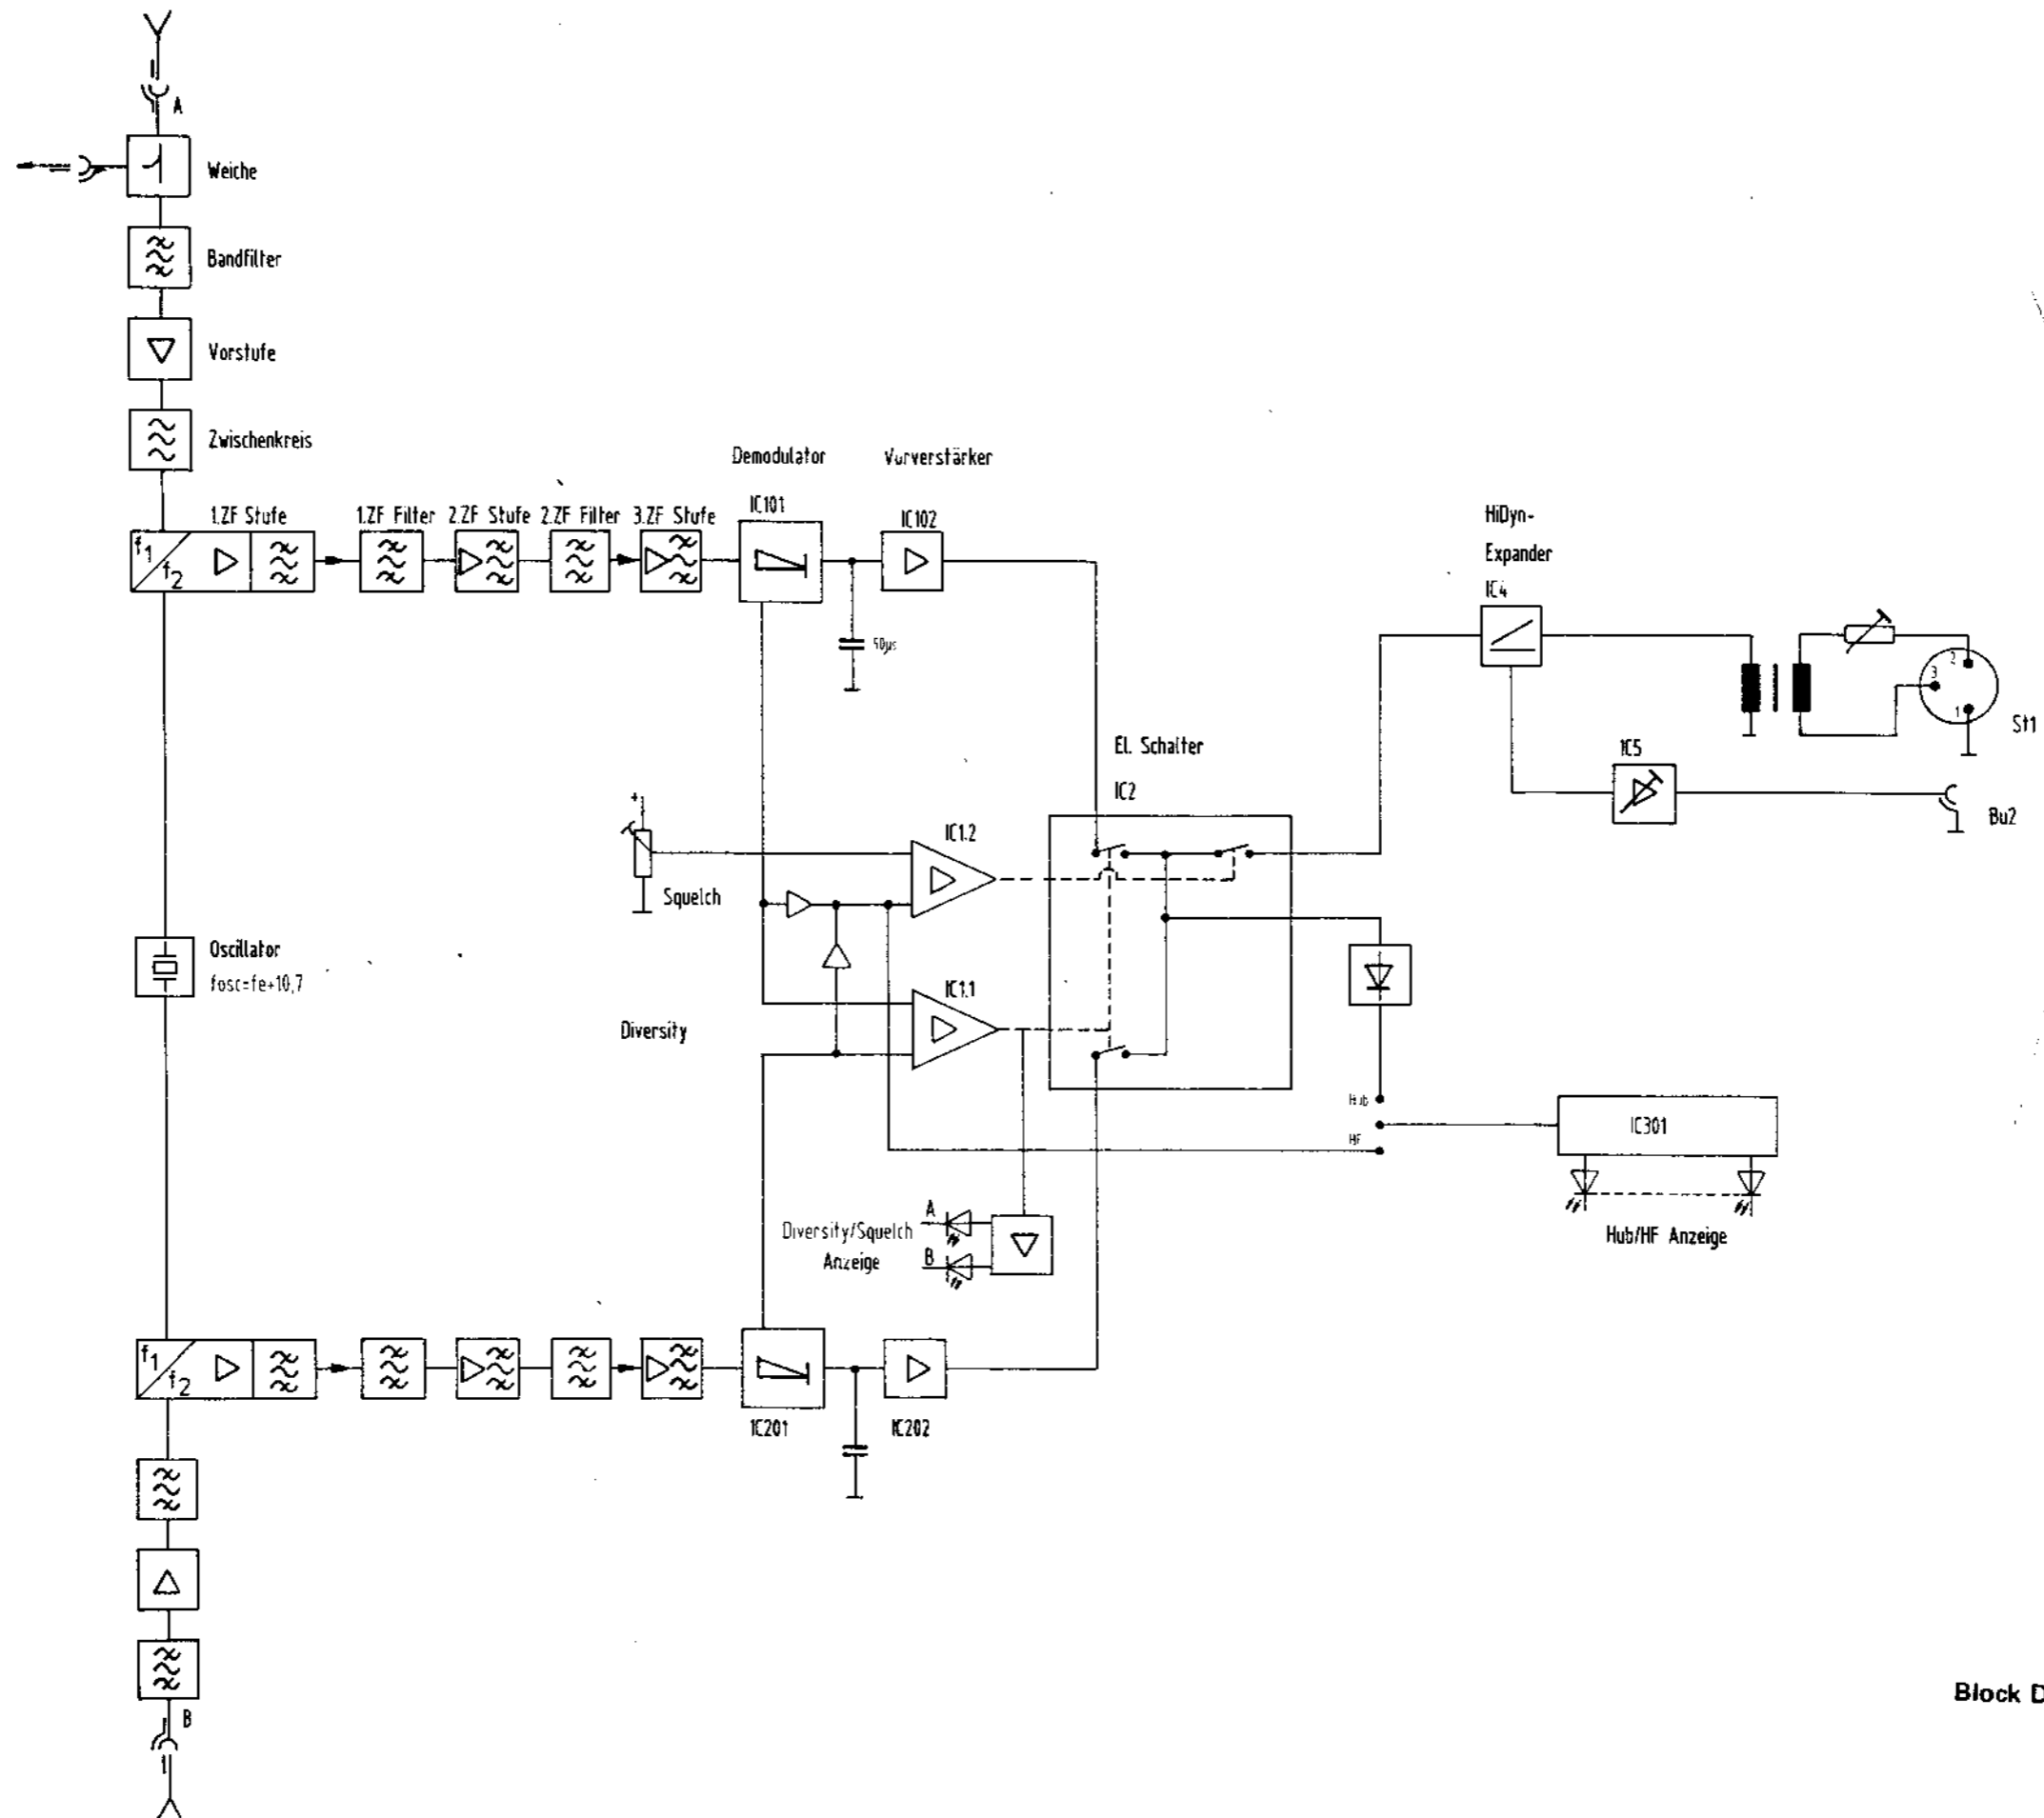 A
Weiche
Bandfilter
Vorstufe
Zwischenkreis
Demodulator
Vorverstärker
1.ZF Stufe
1.ZF Filter
2.ZF Stufe
2.ZF Filter
3.ZF Stufe
IC101
IC102
f1
f2
50µs
HiDyn-
Expander
IC4
2
3
1
St1
IC5
Bu2
El. Schalter
IC2
+
IC1.2
Squelch
Oscillator
fosc=fe+10,7
IC1.1
Diversity
Hub
HF
IC301
Hub/HF Anzeige
A
Diversity/Squelch
Anzeige
B
f1
f2
IC201
IC202
B
Block D